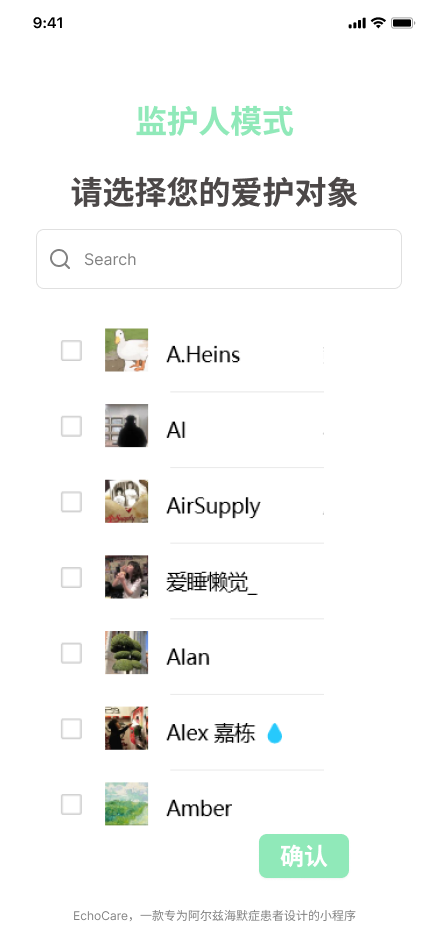 9:41
监护人模式
请选择您的爱护对象
Search
A.Heins
AI
AirSupply
爱睡懒觉_
Alan
Alex 嘉栋 💧
Amber
确认
EchoCare，一款专为阿尔兹海默症患者设计的小程序